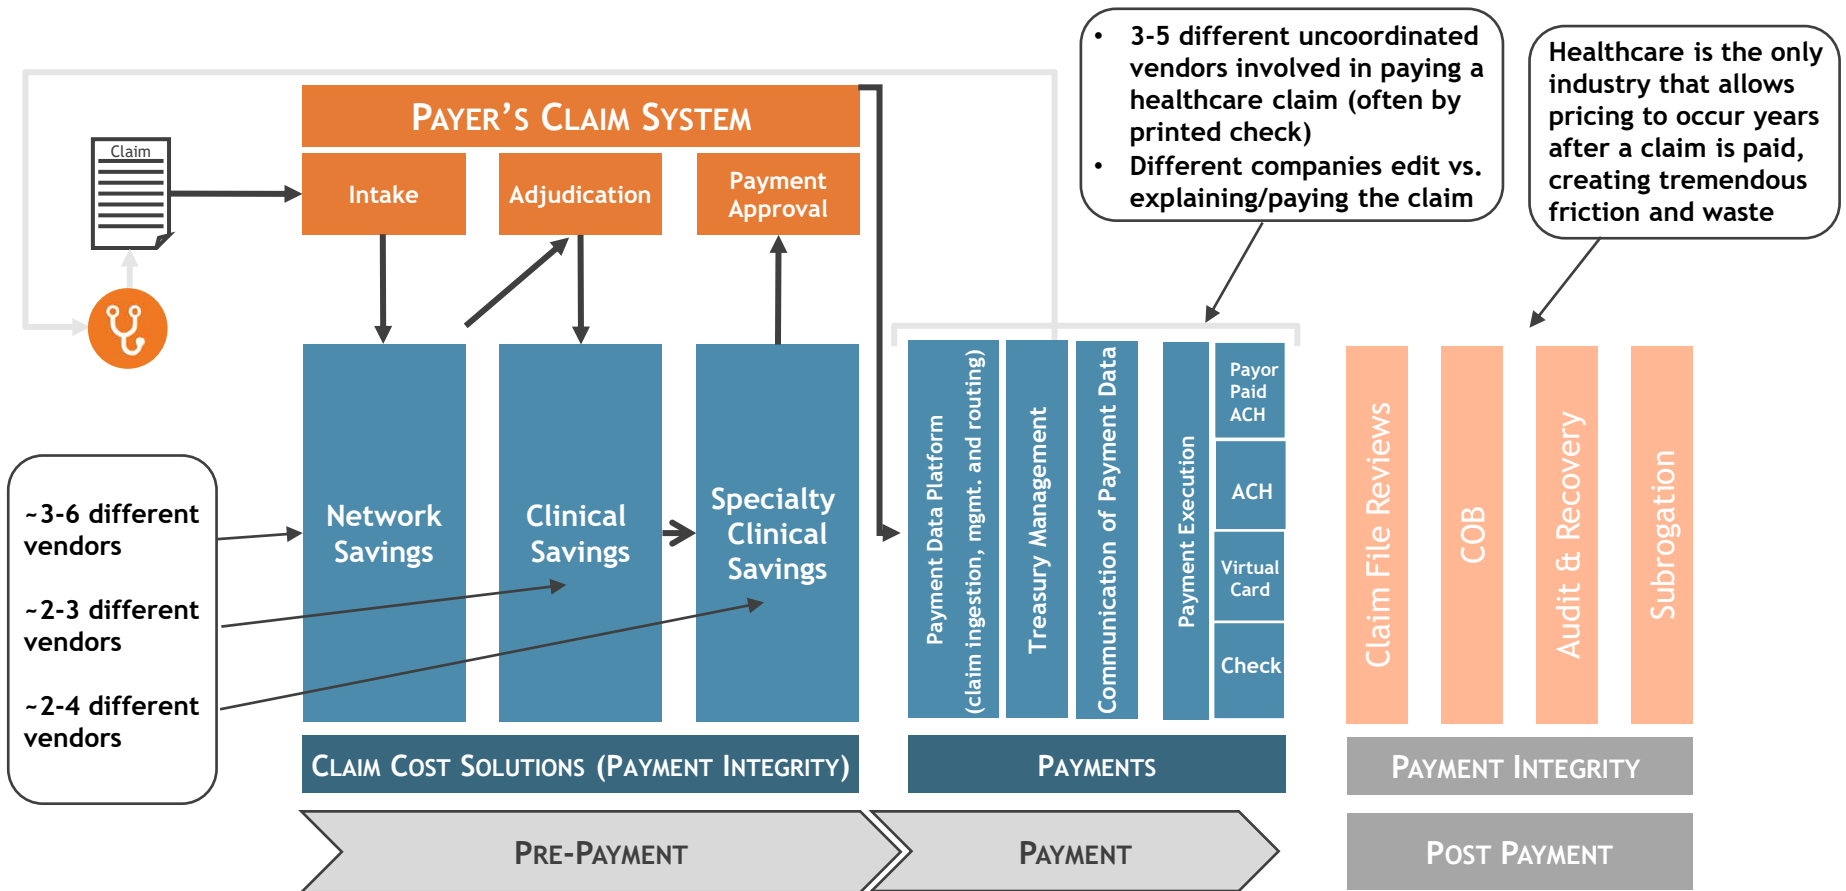 • 3-5 different uncoordinated
vendors involved in paying a
healthcare claim (often by
printed check)
• Different companies edit vs.
explaining/paying the claim
Healthcare is the only
industry that allows
pricing to occur years
after a claim is paid,
creating tremendous
friction and waste
PAYER'S CLAIM SYSTEM
Claim
Intake
Adjudication
Payment
Approval
~3-6 different
vendors
~2-3 different
vendors
~2-4 different
vendors
Network
Savings
Clinical
Savings
Specialty
Clinical
Savings
Payment Data Platform
(claim ingestion, mgmt. and routing)
Treasury Management
Communication of Payment Data
Payment Execution
Payor
Paid
ACH
ACH
Virtual
Card
Check
Claim File Reviews
COB
Audit & Recovery
Subrogation
CLAIM COST SOLUTIONS (PAYMENT INTEGRITY)
PAYMENTS
PAYMENT INTEGRITY
PRE-PAYMENT
PAYMENT
POST PAYMENT